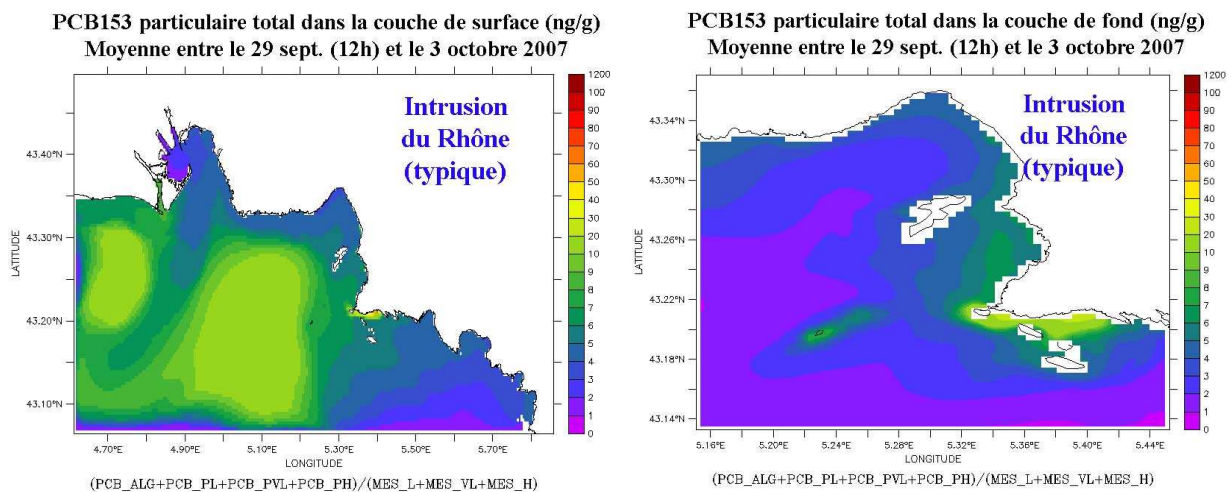 PCB153 particulaire total dans la couche de surface (ng/g)
Moyenne entre le 29 sept. (12h) et le 3 octobre 2007
Intrusion
du Rhône
(typique)
1200
100
90
80
70
60
50
40
30
20
10
9
8
7
6
5
4
3
2
1
0
43.40°N
43.30°N
43.20°N
43.10°N
LATITUDE
4.70°E
4.90°E
5.10°E
5.30°E
5.50°E
5.70°E
LONGITUDE
(PCB_ALG+PCB_PL+PCB_PVL+PCB_PH)/(MES_L+MES_VL+MES_H)
PCB153 particulaire total dans la couche de fond (ng/g)
Moyenne entre le 29 sept. (12h) et le 3 octobre 2007
Intrusion
du Rhône
(typique)
1200
100
90
80
70
60
50
40
30
20
10
9
8
7
6
5
4
3
2
1
0
43.34°N
43.30°N
43.26°N
43.22°N
43.18°N
43.14°N
LATITUDE
5.16°E
5.20°E
5.24°E
5.28°E
5.32°E
5.36°E
5.40°E
5.44°E
LONGITUDE
(PCB_ALG+PCB_PL+PCB_PVL+PCB_PH)/(MES_L+MES_VL+MES_H)